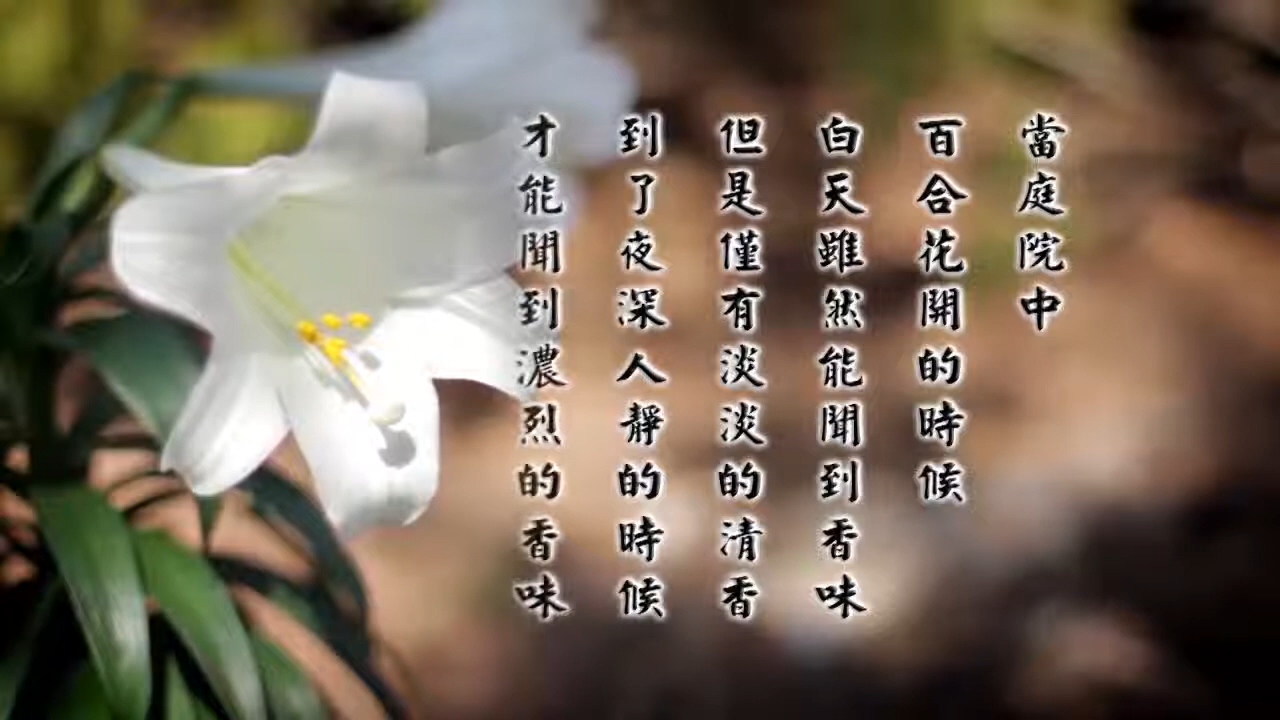 當庭院中
百合花開的時候
白天雖然能聞到香味
但是僅有淡淡的清香
到了夜深人靜的時候
才能聞到濃烈的香味